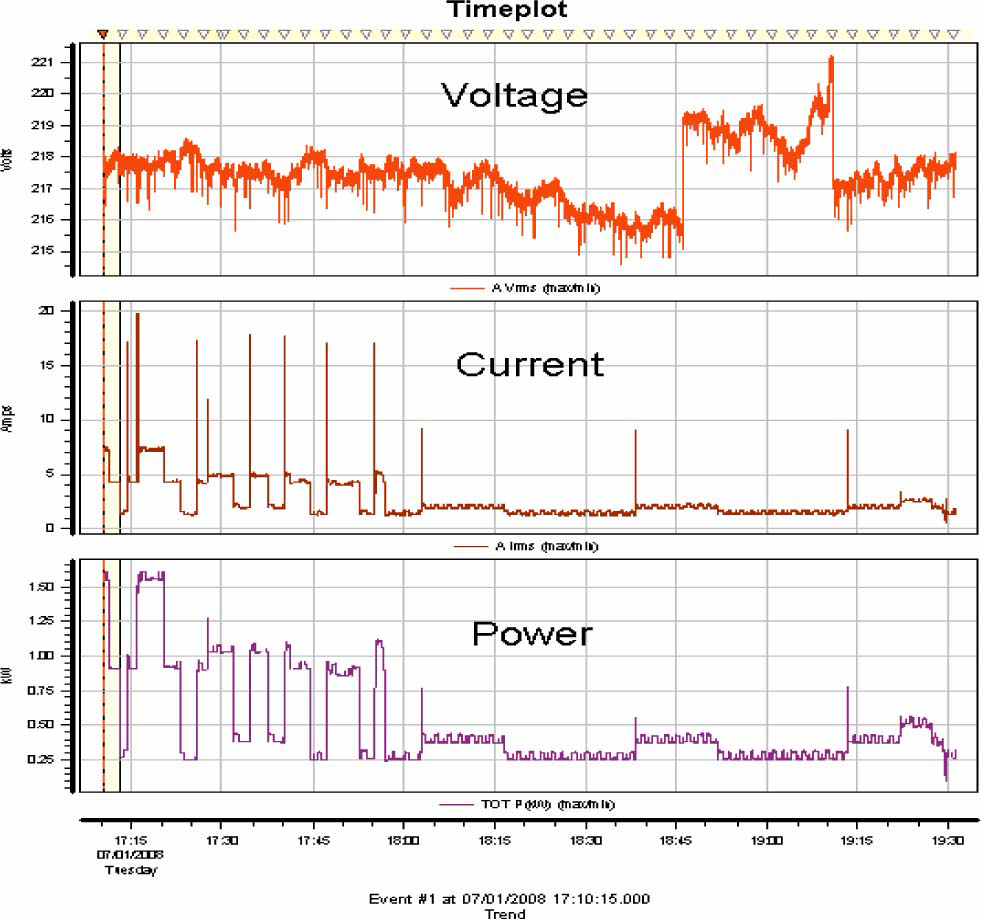 Timeplot
Voltage
Volts
221
220
219
218
217
216
215
A Vrms (max/min)
Current
Amps
20
15
10
5
0
A Irms (max/min)
Power
kW
1.50
1.25
1.00
0.75
0.50
0.25
TOT P(kW) (max/min)
17:15 17:30 17:45 18:00 18:15 18:30 18:45 19:00 19:15 19:30
07/01/2008
Tuesday
Event #1 at 07/01/2008 17:10:15.000
Trend